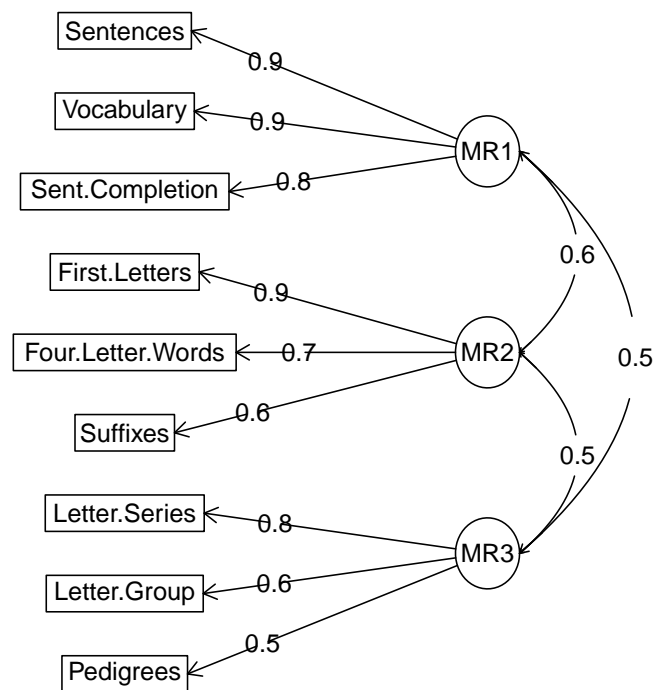 Sentences
0.9
Vocabulary
0.9
MR1
Sent.Completion
0.8
0.6
First.Letters
0.9
Four.Letter.Words
0.7
MR2
0.5
Suffixes
0.6
0.5
Letter.Series
0.8
MR3
Letter.Group
0.6
Pedigrees
0.5